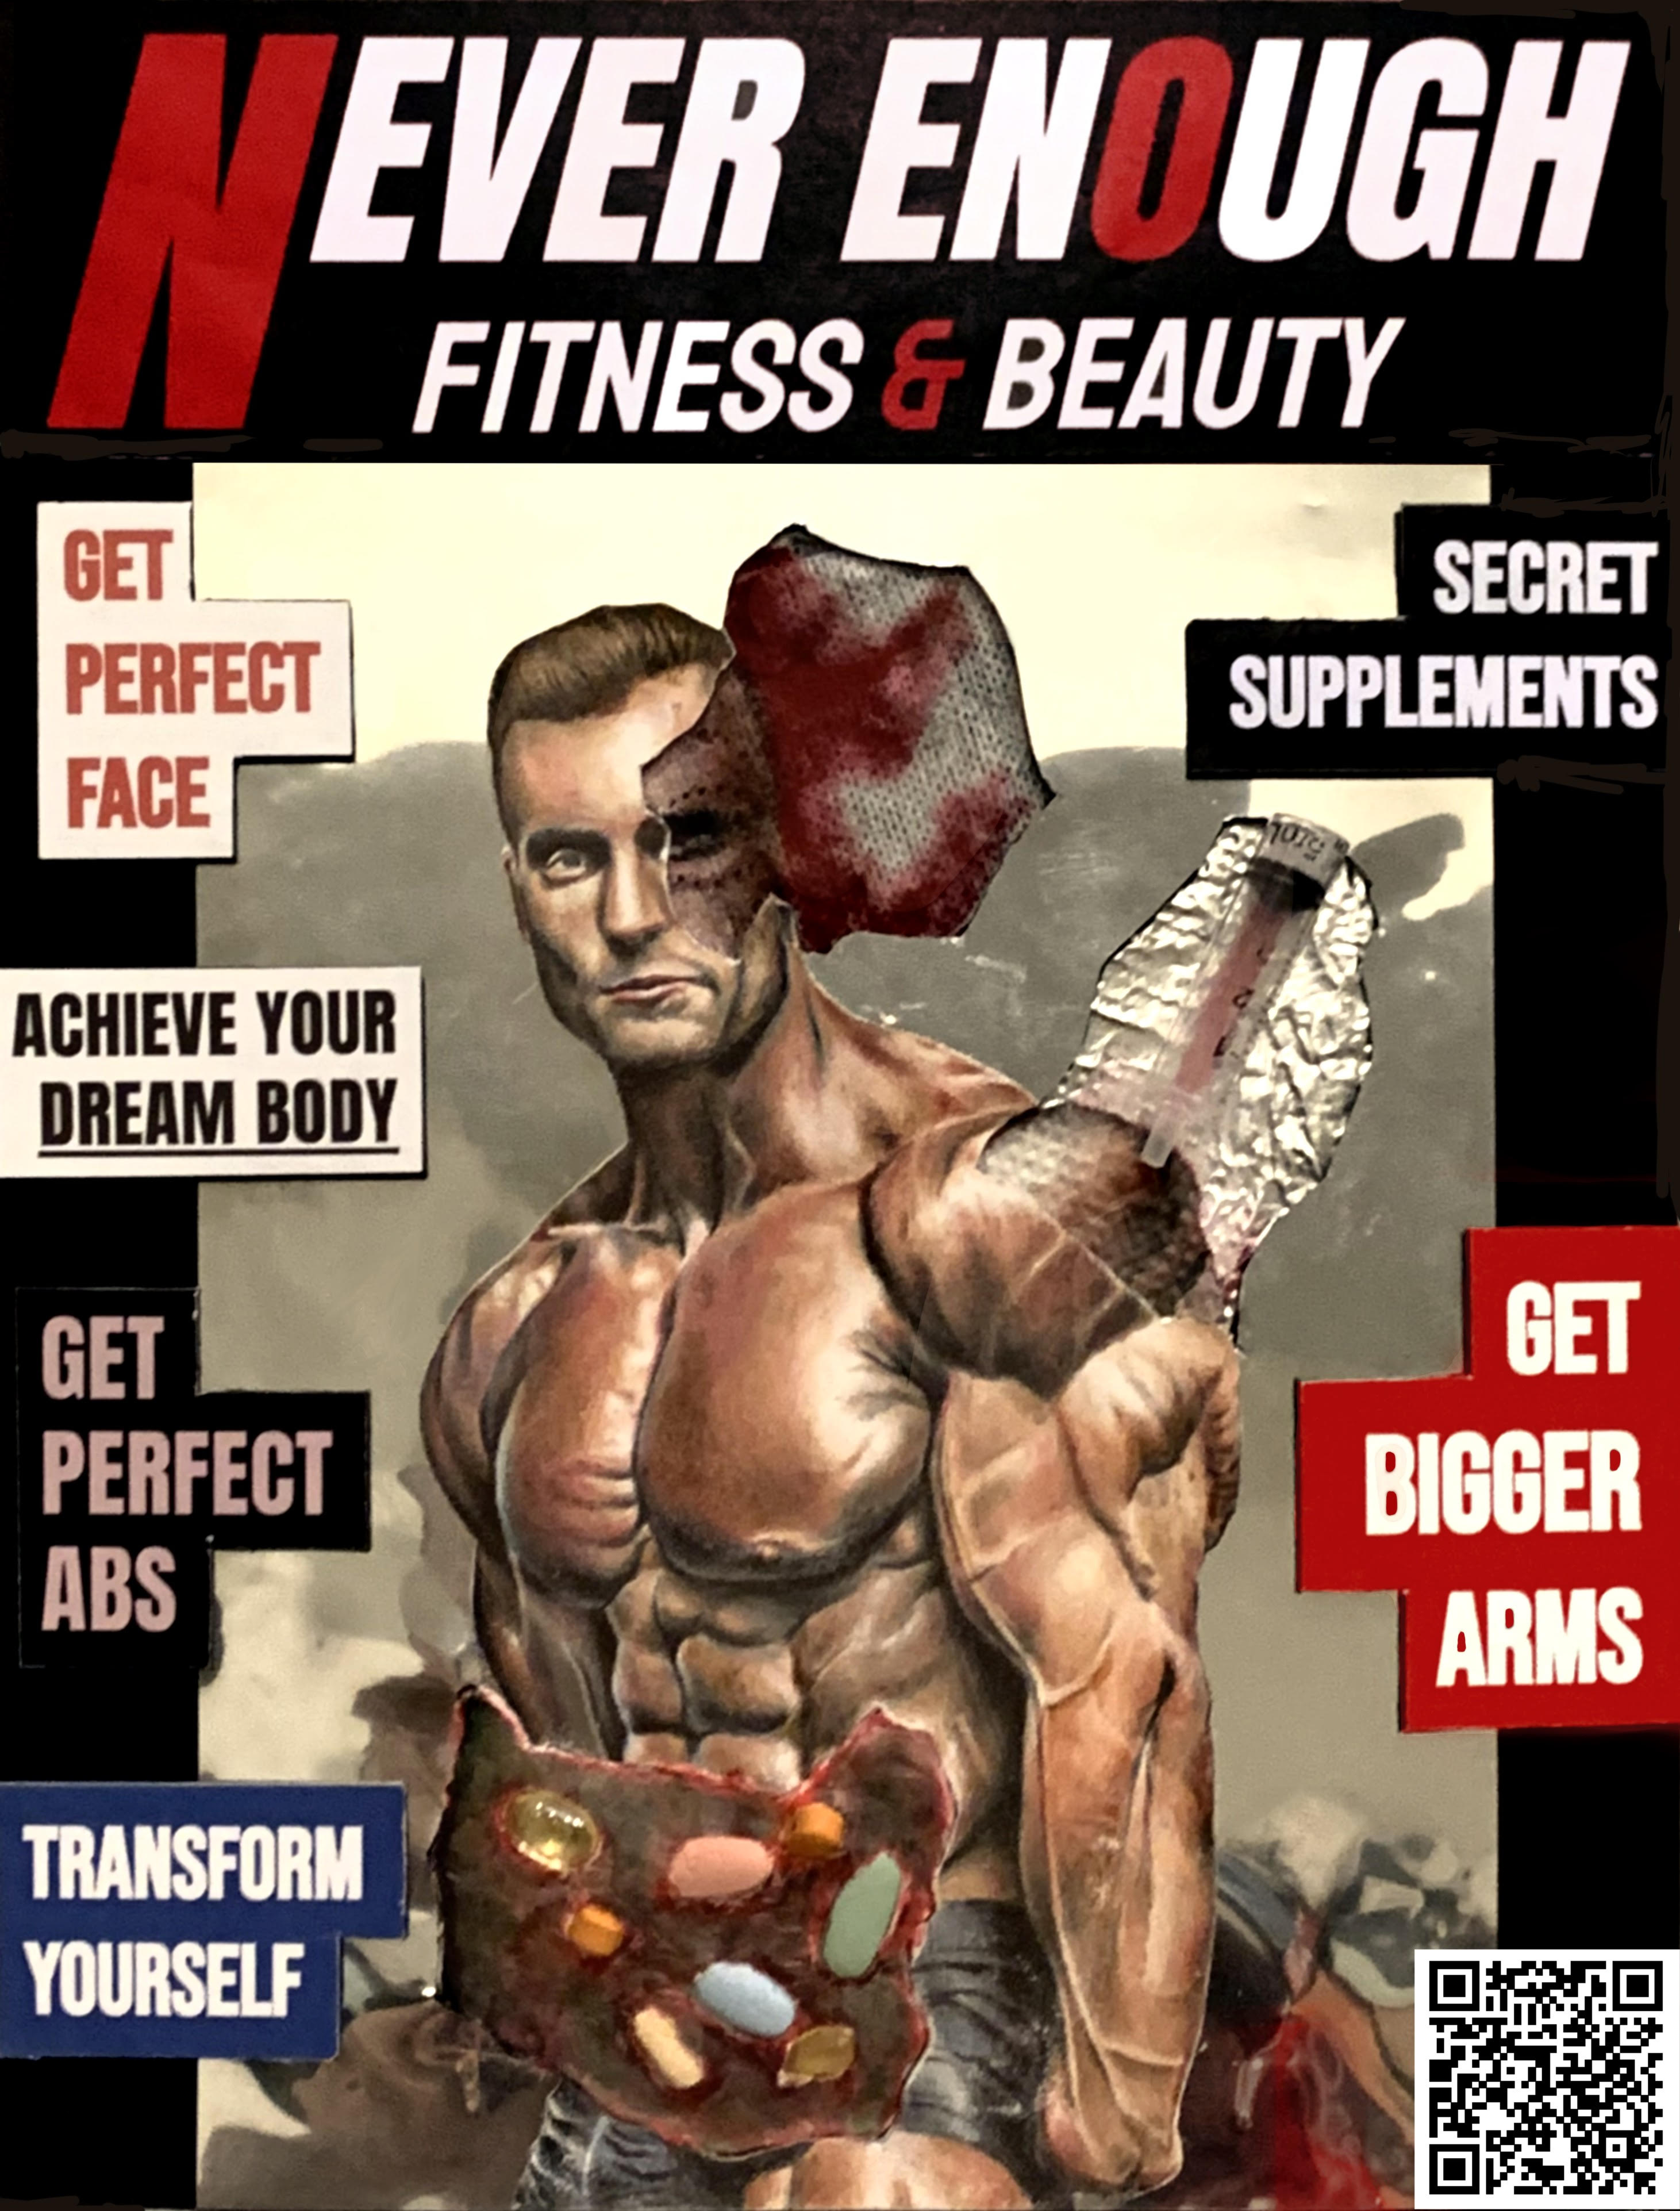 NEVER ENOUGH
FITNESS & BEAUTY
GET
PERFECT
FACE
SECRET
SUPPLEMENTS
ACHIEVE YOUR
DREAM BODY
GET
PERFECT
ABS
GET
BIGGER
ARMS
TRANSFORM
YOURSELF